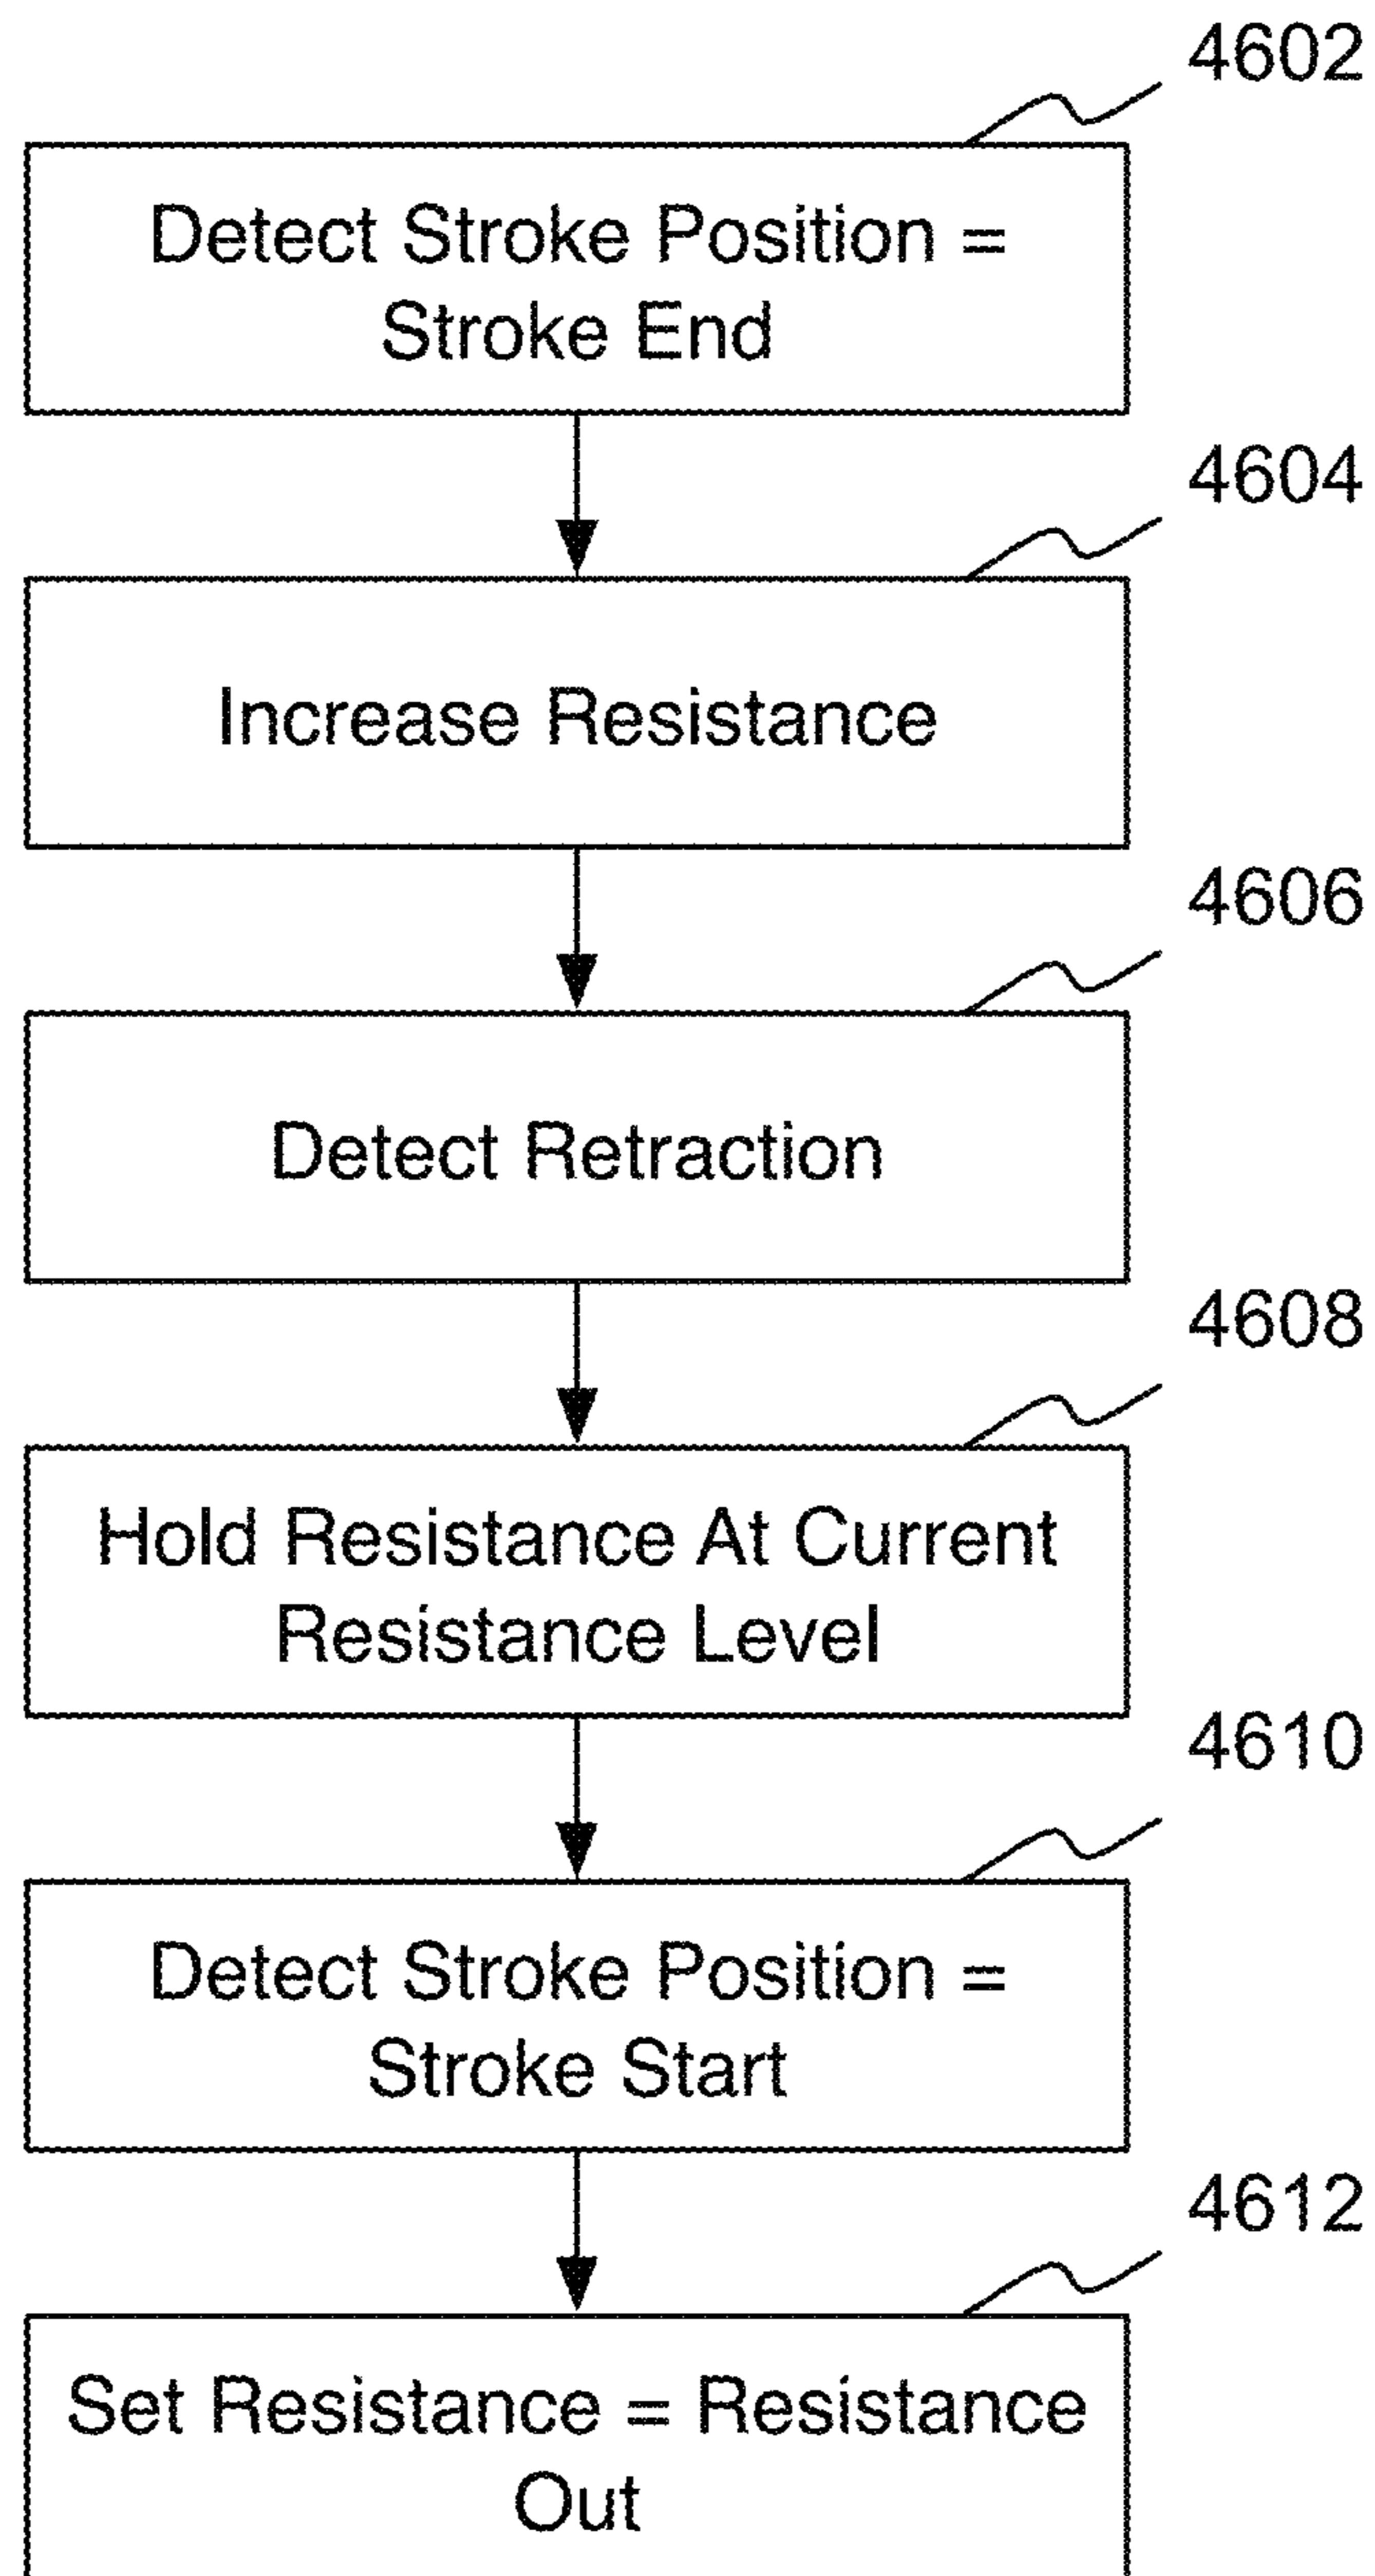 4602
Detect Stroke Position =
Stroke End
4604
Increase Resistance
4606
Detect Retraction
4608
Hold Resistance At Current
Resistance Level
4610
Detect Stroke Position =
Stroke Start
4612
Set Resistance = Resistance
Out